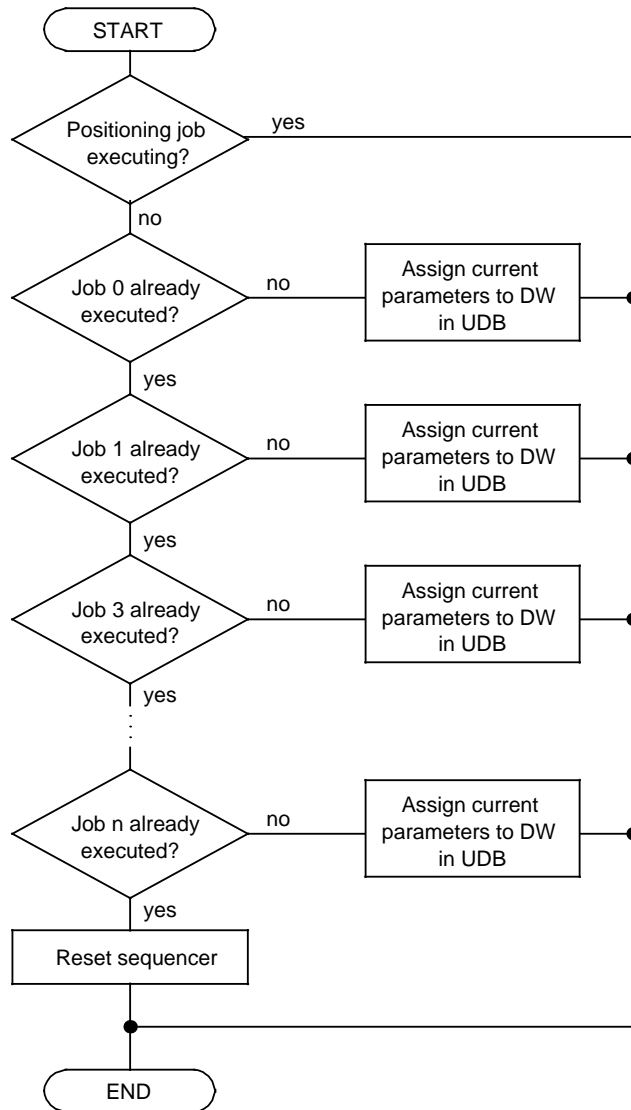 START
Positioning job
executing?
yes
no
Job 0 already
executed?
no
Assign current
parameters to DW
in UDB
yes
Job 1 already
executed?
no
Assign current
parameters to DW
in UDB
yes
Job 3 already
executed?
no
Assign current
parameters to DW
in UDB
yes
Job n already
executed?
no
Assign current
parameters to DW
in UDB
yes
Reset sequencer
END